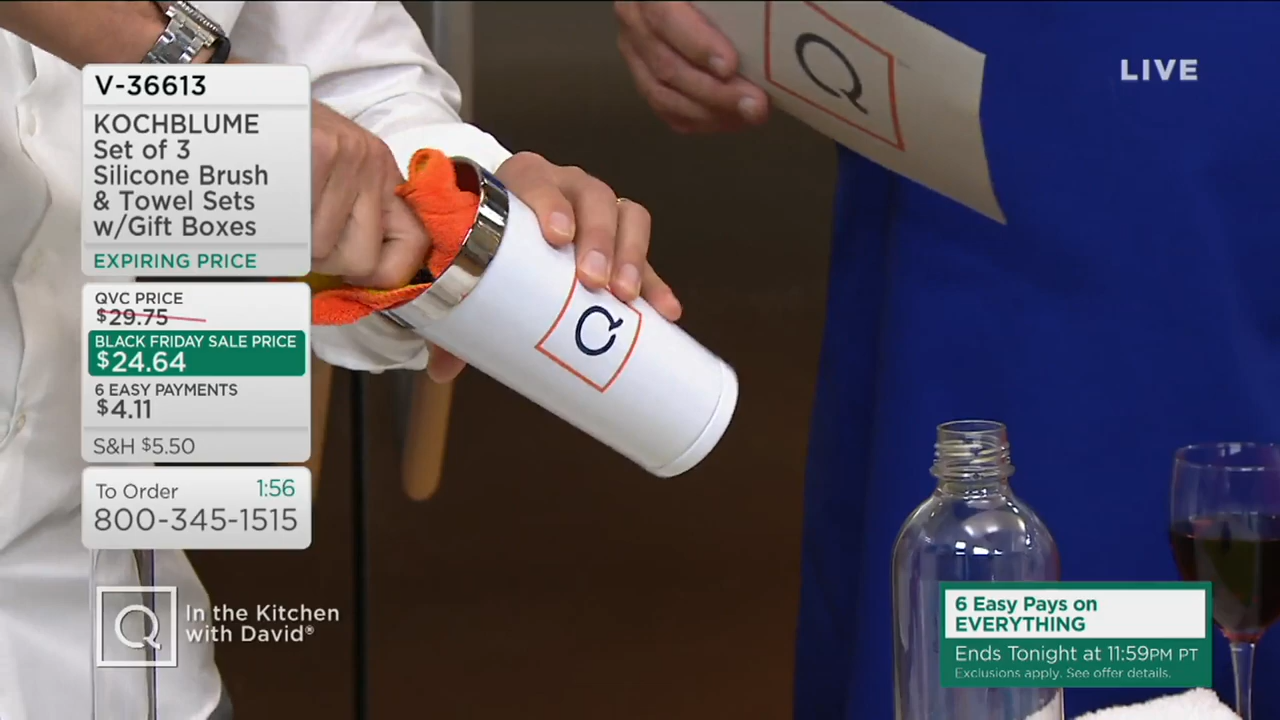 LIVE
V-36613
KOCHBLUME
Set of 3
Silicone Brush
& Towel Sets
w/Gift Boxes
EXPIRING PRICE
QVC PRICE
$29.75
BLACK FRIDAY SALE PRICE
$24.64
6 EASY PAYMENTS
$4.11
S&H $5.50
To Order 1:56
800-345-1515
Q
Q
Q
In the Kitchen
with David®
6 Easy Pays on
EVERYTHING
Ends Tonight at 11:59PM PT
Exclusions apply. See offer details.